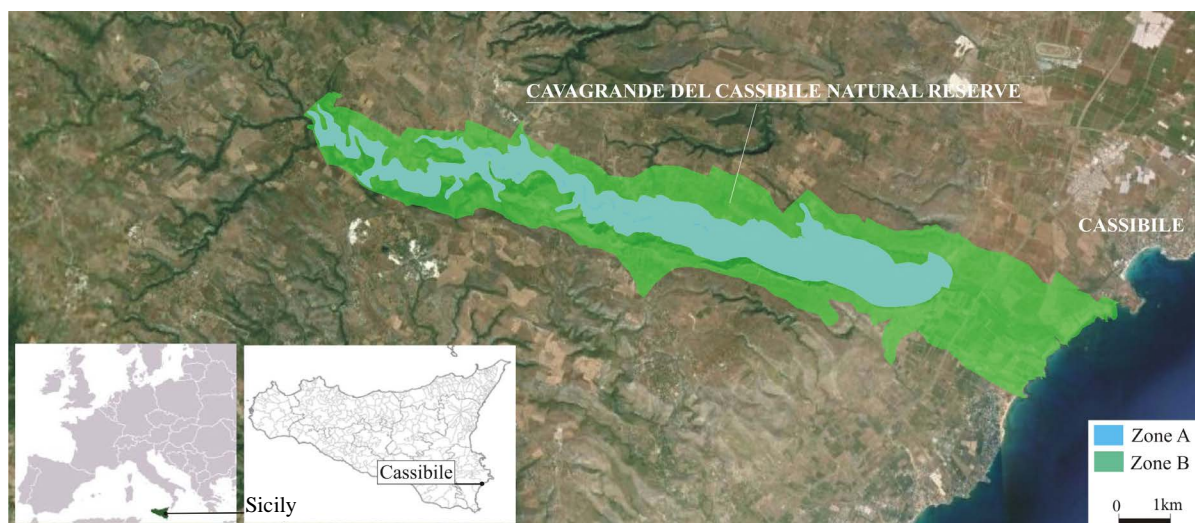 CAVAGRANDE DEL CASSIBILE NATURAL RESERVE
CASSIBILE
Cassibile
Sicily
Zone A
Zone B
0 1km